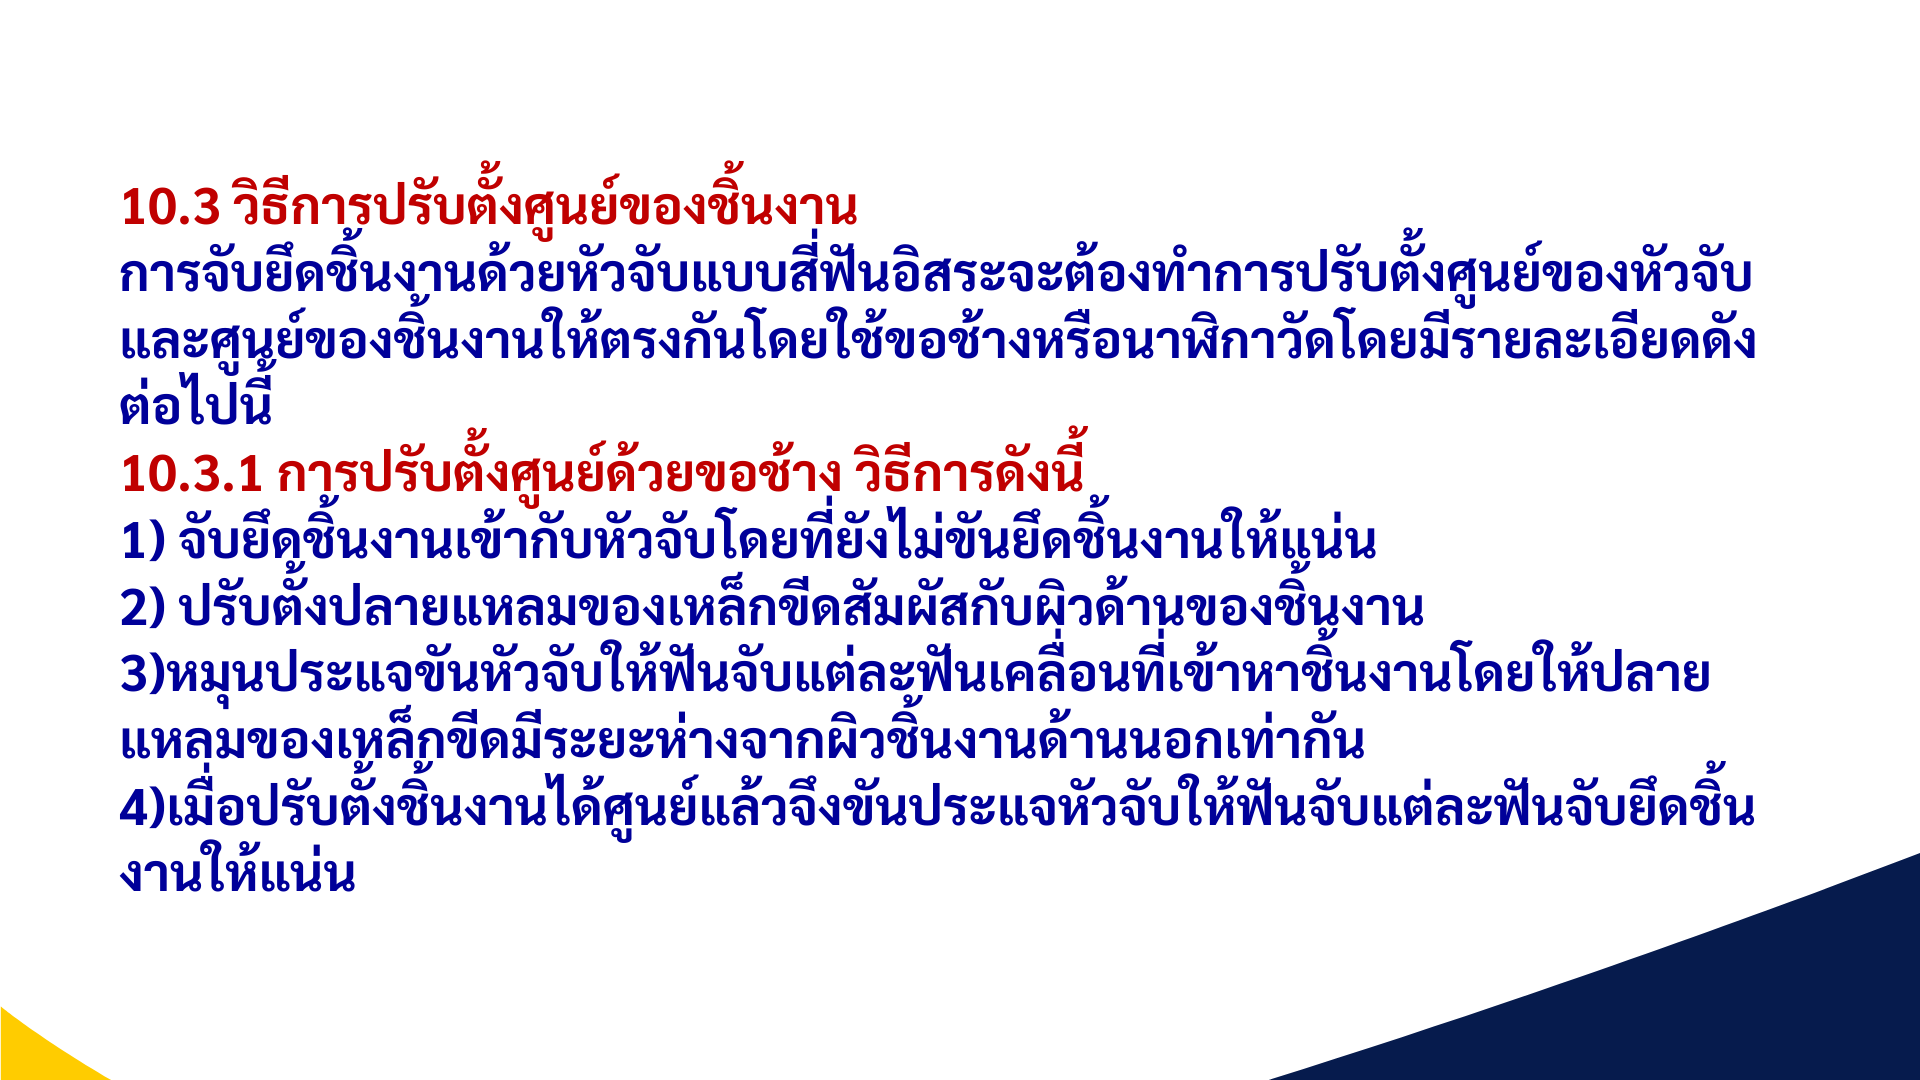 10.3 วิธีการปรับตั้งศูนย์ของชิ้นงาน
การจับยึดชิ้นงานด้วยหัวจับแบบสี่ฟันอิสระจะต้องทำการปรับตั้งศูนย์ของหัวจับ
และศูนย์ของชิ้นงานให้ตรงกันโดยใช้ขอช้างหรือนาฬิกาวัดโดยมีรายละเอียดดัง
ต่อไปนี้
10.3.1 การปรับตั้งศูนย์ด้วยขอช้าง วิธีการดังนี้
1) จับยึดชิ้นงานเข้ากับหัวจับโดยที่ยังไม่ขันยึดชิ้นงานให้แน่น
2) ปรับตั้งปลายแหลมของเหล็กขีดสัมผัสกับผิวด้านของชิ้นงาน
3)หมุนประแจขันหัวจับให้ฟันจับแต่ละฟันเคลื่อนที่เข้าหาชิ้นงานโดยให้ปลาย
แหลมของเหล็กขีดมีระยะห่างจากผิวชิ้นงานด้านนอกเท่ากัน
4)เมื่อปรับตั้งชิ้นงานได้ศูนย์แล้วจึงขันประแจหัวจับให้ฟันจับแต่ละฟันจับยึดชิ้น
งานให้แน่น